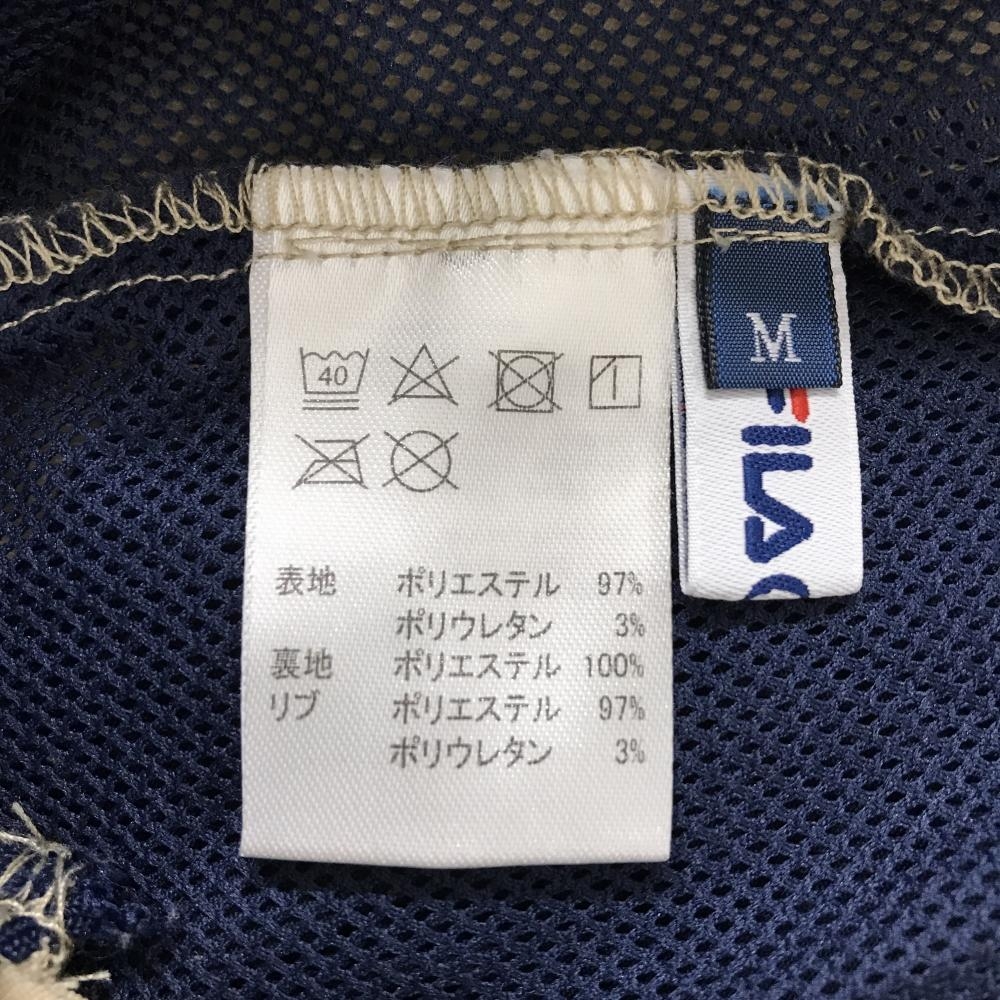 40
表地 ポリエステル 97%
ポリウレタン 3%
裏地 ポリエステル 100%
リブ ポリエステル 97%
ポリウレタン 3%
M
FILA